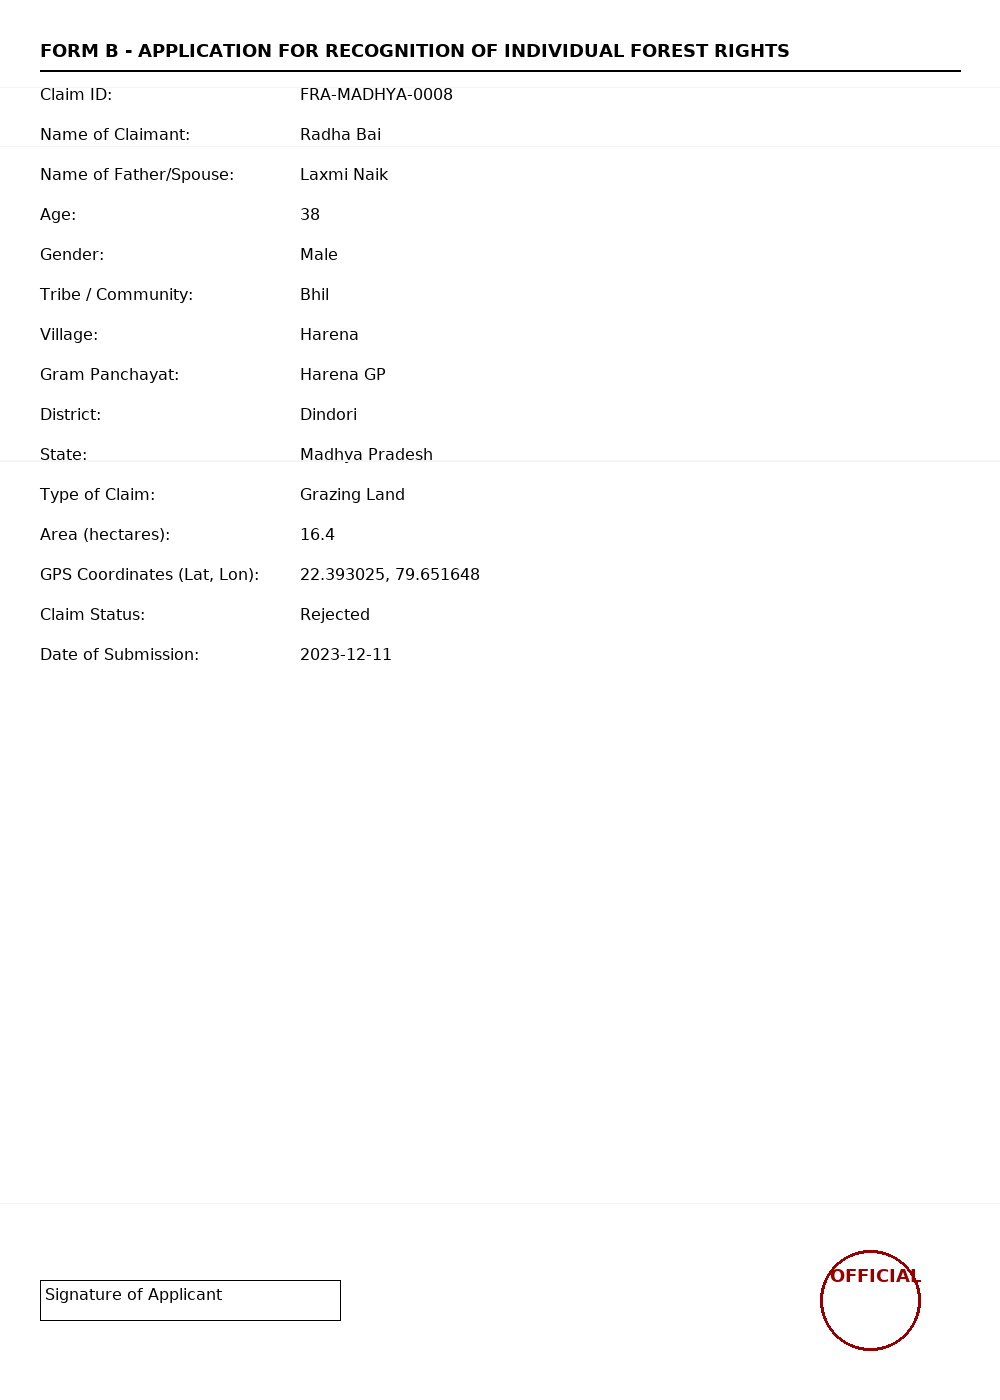 FORM B - APPLICATION FOR RECOGNITION OF INDIVIDUAL FOREST RIGHTS
Claim ID: FRA-MADHYA-0008
Name of Claimant: Radha Bai
Name of Father/Spouse: Laxmi Naik
Age: 38
Gender: Male
Tribe / Community: Bhil
Village: Harena
Gram Panchayat: Harena GP
District: Dindori
State: Madhya Pradesh
Type of Claim: Grazing Land
Area (hectares): 16.4
GPS Coordinates (Lat, Lon): 22.393025, 79.651648
Claim Status: Rejected
Date of Submission: 2023-12-11
OFFICIAL
Signature of Applicant